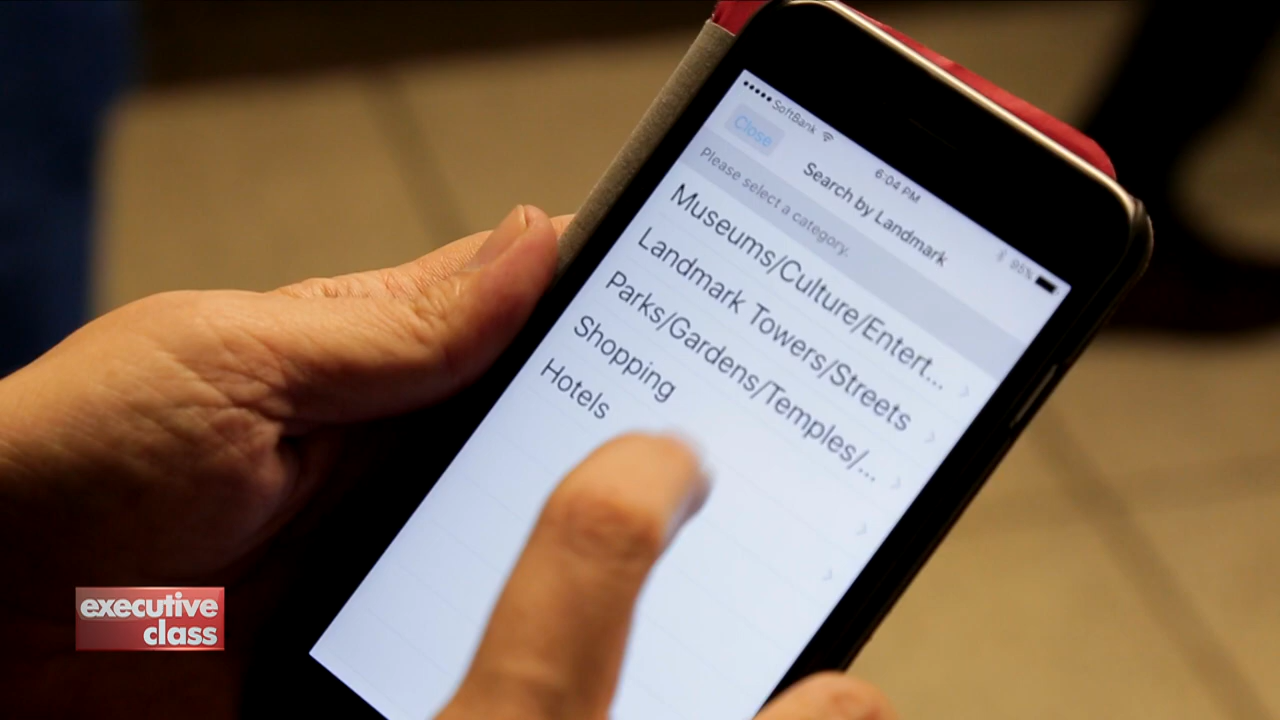 SoftBank 6:04 PM 95%
Close Search by Landmark
Please select a category.
Museums/Culture/Entert...
Landmark Towers/Streets
Parks/Gardens/Temples/...
Shopping
Hotels
executive
class